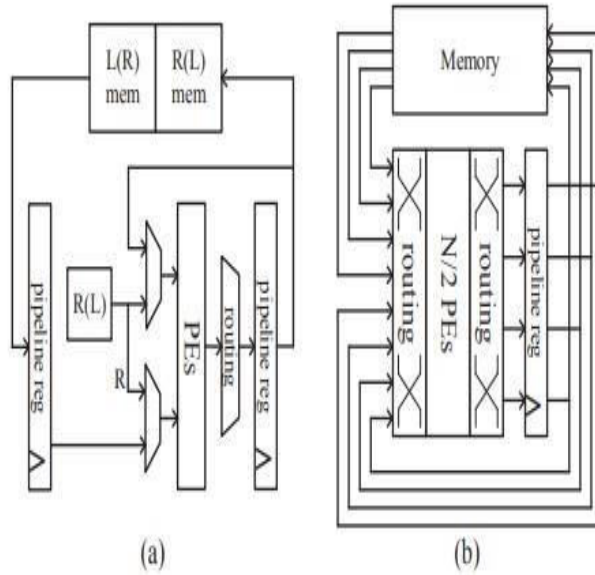 L(R)
mem
R(L)
mem
pipeline reg
R(L)
R
PEs
routing
pipeline reg
(a)
Memory
routing
N/2 PEs
routing
pipeline reg
(b)